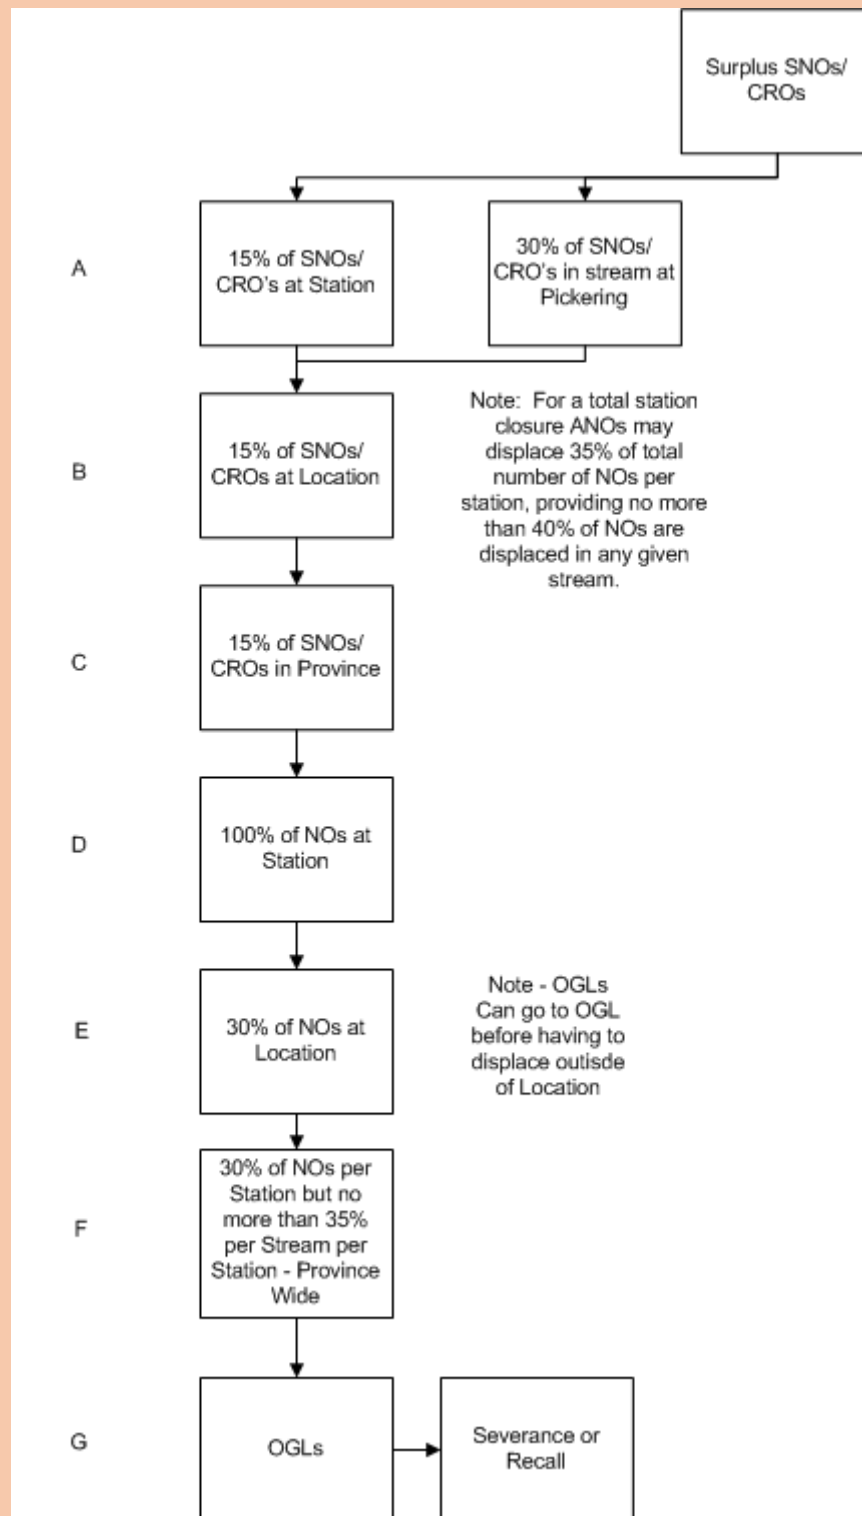 Surplus SNOs/
CROs
A
15% of SNOs/
CRO's at Station
30% of SNOs/
CRO's in stream at
Pickering
B
15% of SNOs/
CROs at Location
Note:  For a total station
closure ANOs may
displace 35% of total
number of NOs per
station, providing no more
than 40% of NOs are
displaced in any given
stream.
C
15% of SNOs/
CROs in Province
D
100% of NOs at
Station
E
30% of NOs at
Location
Note - OGLs
Can go to OGL
before having to
displace outisde
of Location
F
30% of NOs per
Station but no
more than 35%
per Stream per
Station - Province
Wide
G
OGLs
Severance or
Recall